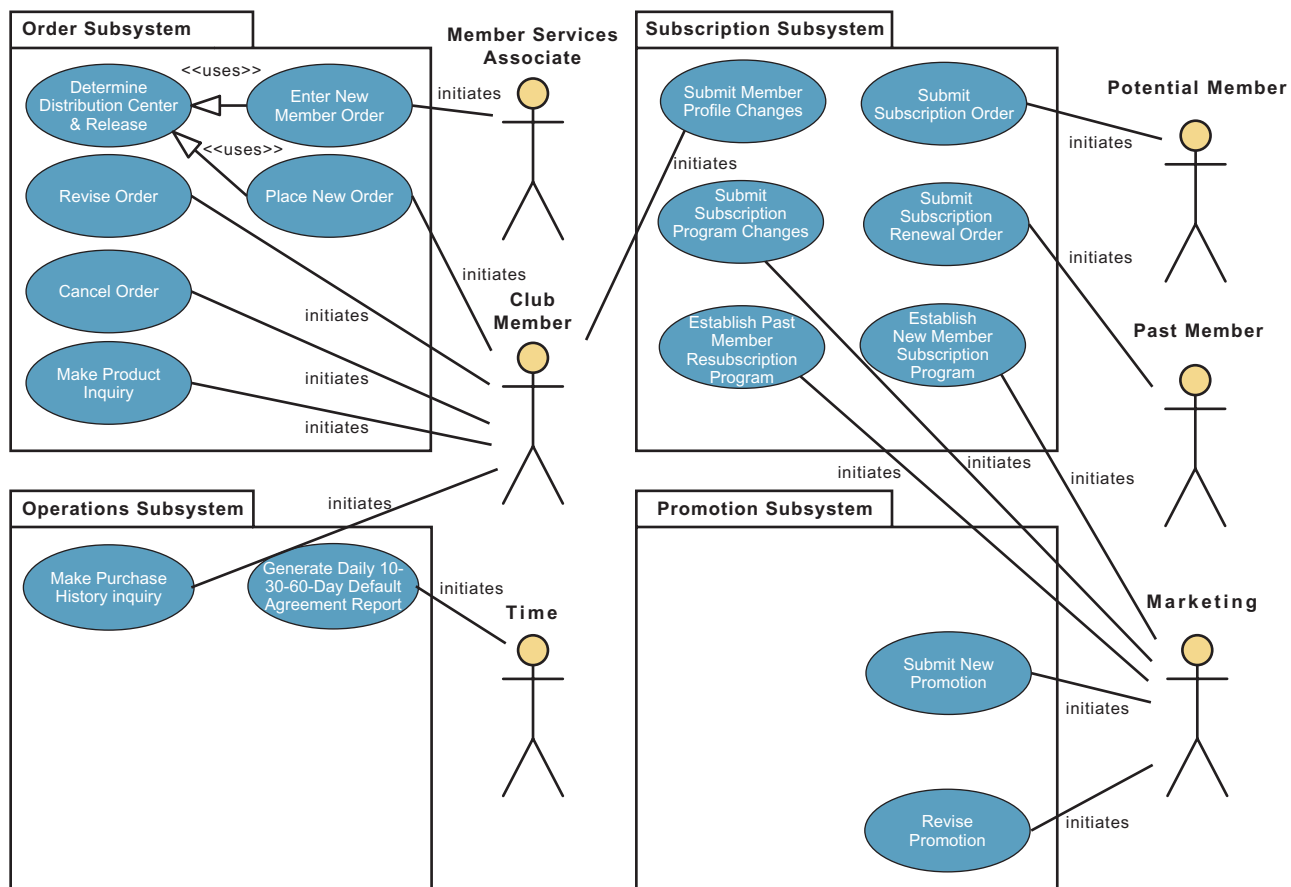 Order Subsystem
Determine
Distribution Center
& Release
<<uses>>
Enter New
Member Order
initiates
Member Services
Associate
<<uses>>
Revise Order
Place New Order
initiates
Cancel Order
initiates
Make Product
Inquiry
initiates
initiates
Club
Member
Subscription Subsystem
Submit Member
Profile Changes
initiates
Submit
Subscription Order
initiates
Potential Member
Submit
Subscription
Program Changes
Submit
Subscription
Renewal Order
initiates
Past Member
Establish Past
Member
Resubscription
Program
Establish
New Member
Subscription
Program
initiates
initiates
initiates
Operations Subsystem
Make Purchase
History inquiry
initiates
Generate Daily 10-
30-60-Day Default
Agreement Report
initiates
Time
Promotion Subsystem
Marketing
Submit New
Promotion
initiates
Revise
Promotion
initiates